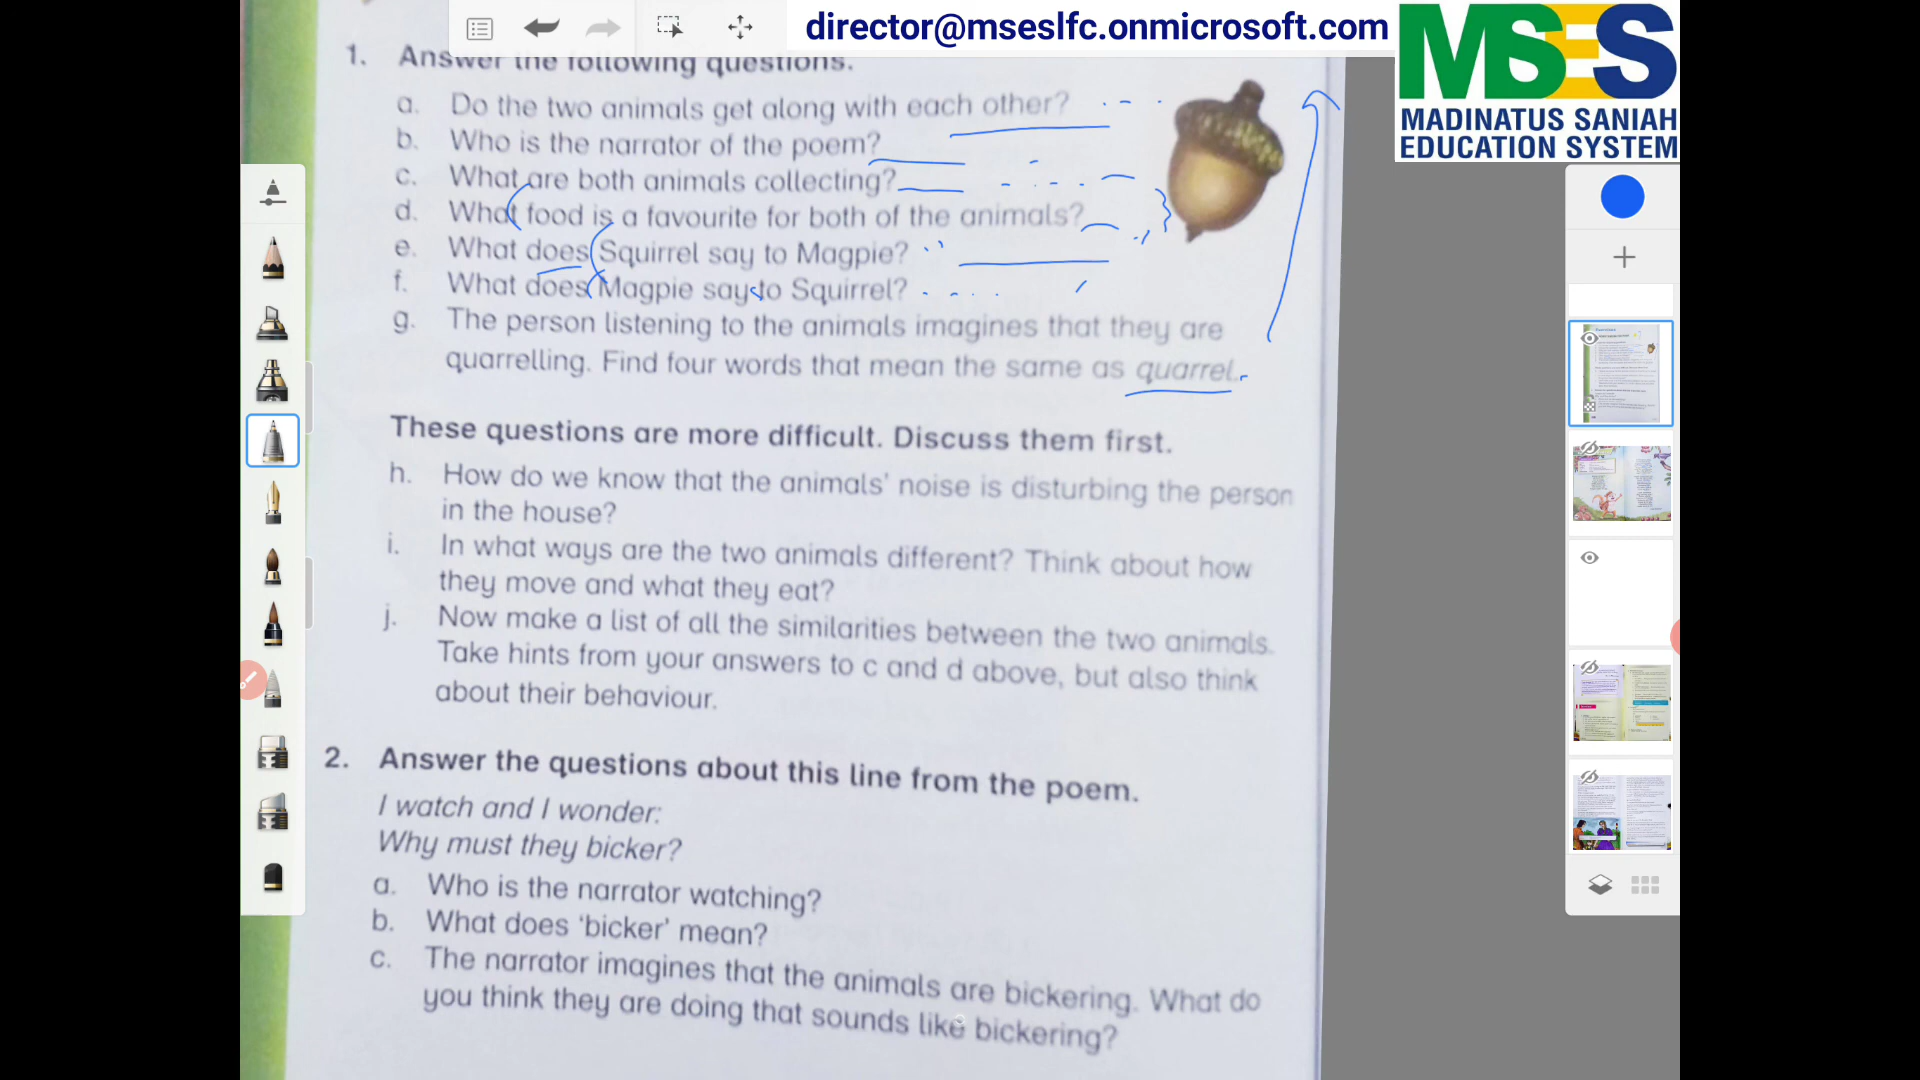 director@mseslfc.onmicrosoft.com
MSES
MADINATUS SANIAH
EDUCATION SYSTEM
1. Answer the following questions.
a. Do the two animals get along with each other?
b. Who is the narrator of the poem?
c. What are both animals collecting?
d. What food is a favourite for both of the animals?
e. What does Squirrel say to Magpie?
f. What does Magpie say to Squirrel?
g. The person listening to the animals imagines that they are
quarrelling. Find four words that mean the same as quarrel.
These questions are more difficult. Discuss them first.
h. How do we know that the animals' noise is disturbing the person
in the house?
i. In what ways are the two animals different? Think about how
they move and what they eat?
j. Now make a list of all the similarities between the two animals.
Take hints from your answers to c and d above, but also think
about their behaviour.
2. Answer the questions about this line from the poem.
I watch and I wonder:
Why must they bicker?
a. Who is the narrator watching?
b. What does ‘bicker’ mean?
c. The narrator imagines that the animals are bickering. What do
you think they are doing that sounds like bickering?